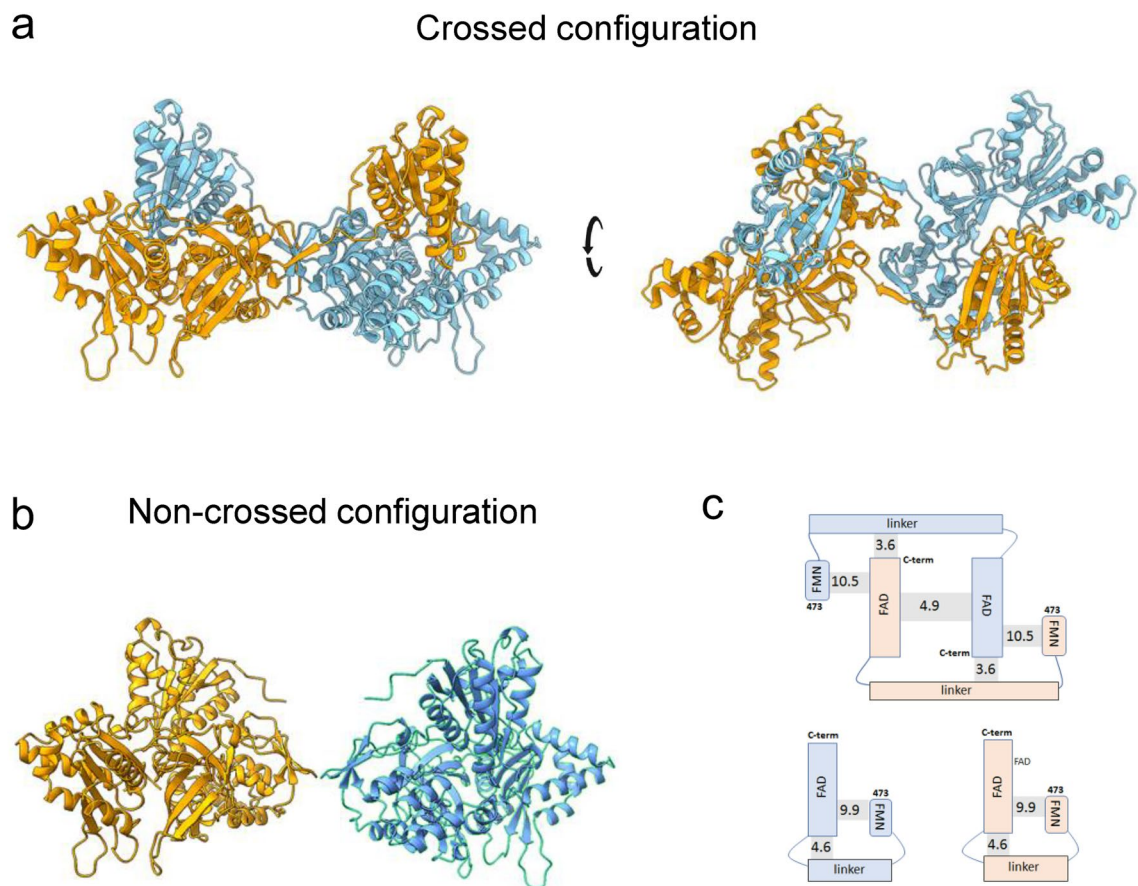 a
Crossed configuration
b
Non-crossed configuration
c
linker
3.6
C-term
FMN
10.5
473
FAD
4.9
FAD
473
10.5
FMN
C-term
3.6
linker
C-term
FAD
473
9.9
FMN
4.6
linker
C-term
FAD
FAD
473
9.9
FMN
4.6
linker